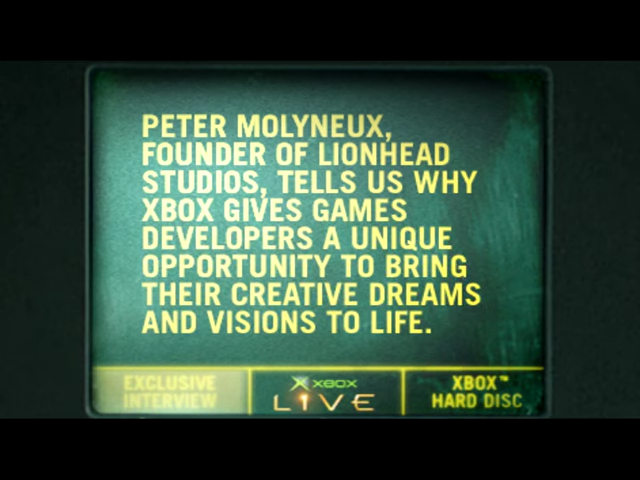 PETER MOLYNEUX,
FOUNDER OF LIONHEAD
STUDIOS, TELLS US WHY
XBOX GIVES GAMES
DEVELOPERS A UNIQUE
OPPORTUNITY TO BRING
THEIR CREATIVE DREAMS
AND VISIONS TO LIFE.
EXCLUSIVE
INTERVIEW
XBOX
LIVE
XBOX™
HARD DISC